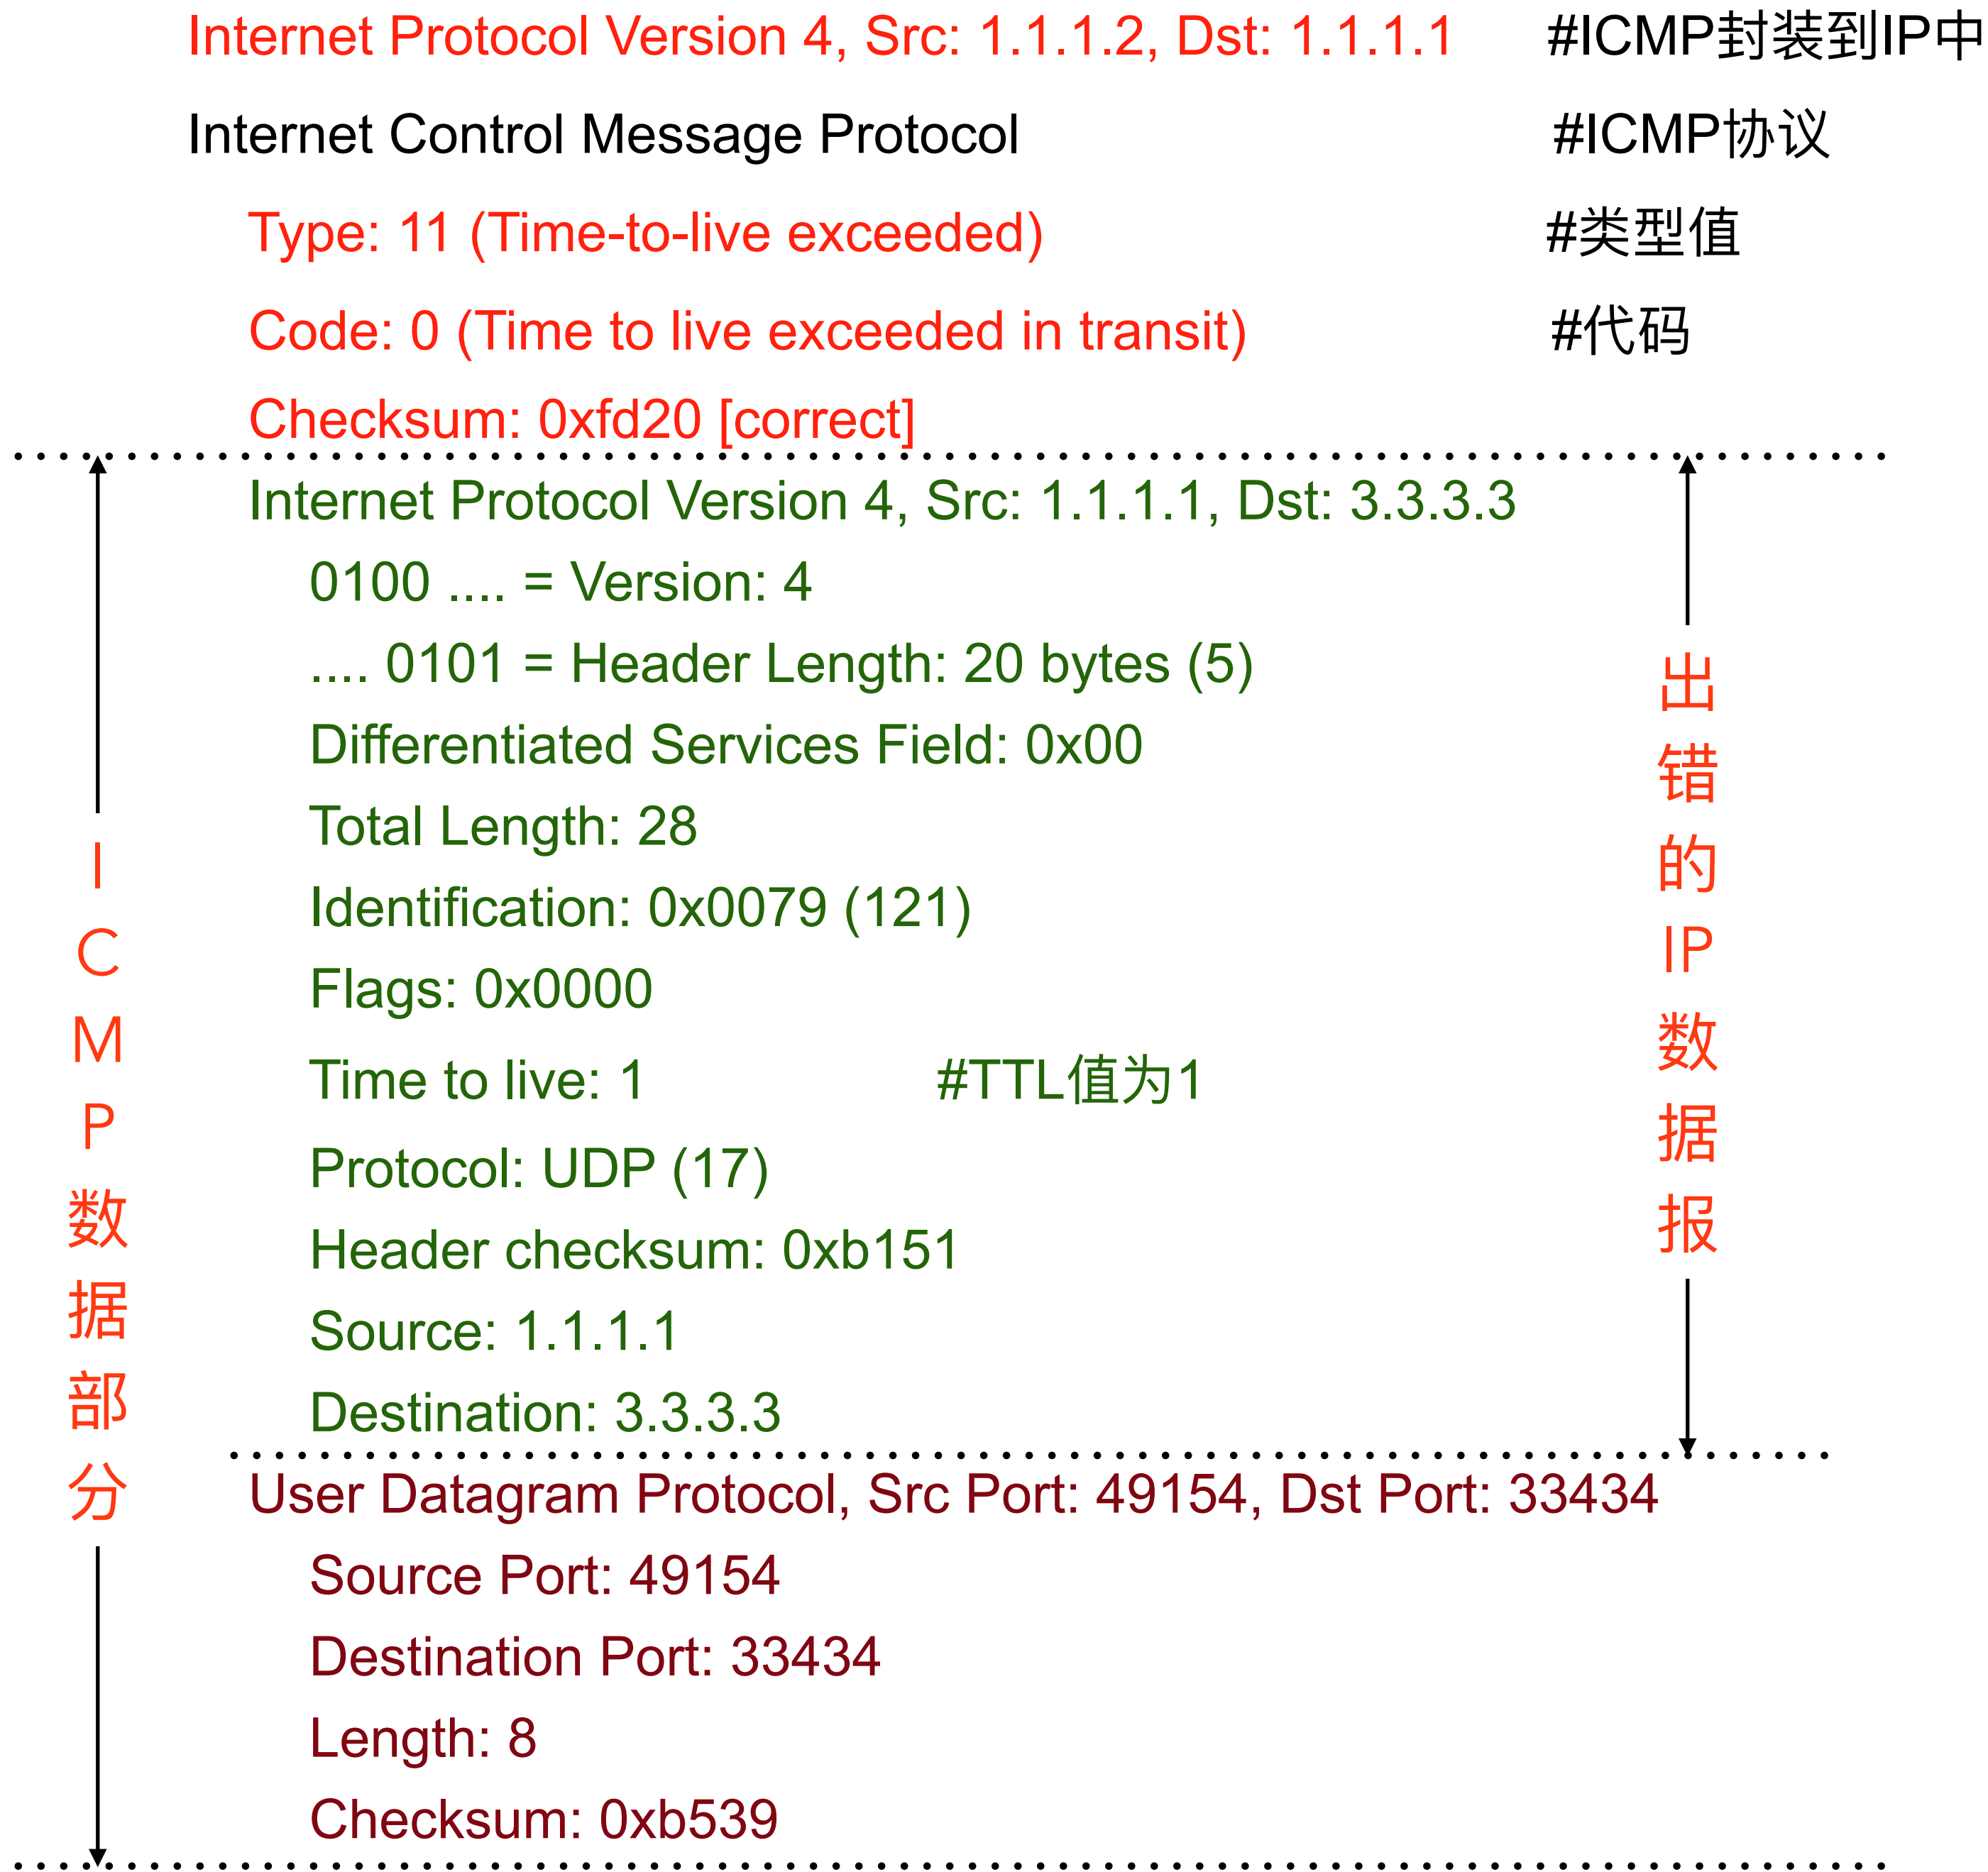 Internet Protocol Version 4, Src: 1.1.1.2, Dst: 1.1.1.1 #ICMP封装到IP中
Internet Control Message Protocol #ICMP协议
Type: 11 (Time-to-live exceeded) #类型值
Code: 0 (Time to live exceeded in transit) #代码
Checksum: 0xfd20 [correct]
Internet Protocol Version 4, Src: 1.1.1.1, Dst: 3.3.3.3
0100 .... = Version: 4
.... 0101 = Header Length: 20 bytes (5)
Differentiated Services Field: 0x00
Total Length: 28
Identification: 0x0079 (121)
Flags: 0x0000
Time to live: 1 #TTL值为1
Protocol: UDP (17)
Header checksum: 0xb151
Source: 1.1.1.1
Destination: 3.3.3.3
User Datagram Protocol, Src Port: 49154, Dst Port: 33434
Source Port: 49154
Destination Port: 33434
Length: 8
Checksum: 0xb539
ICMP数据部分
出错的IP数据报